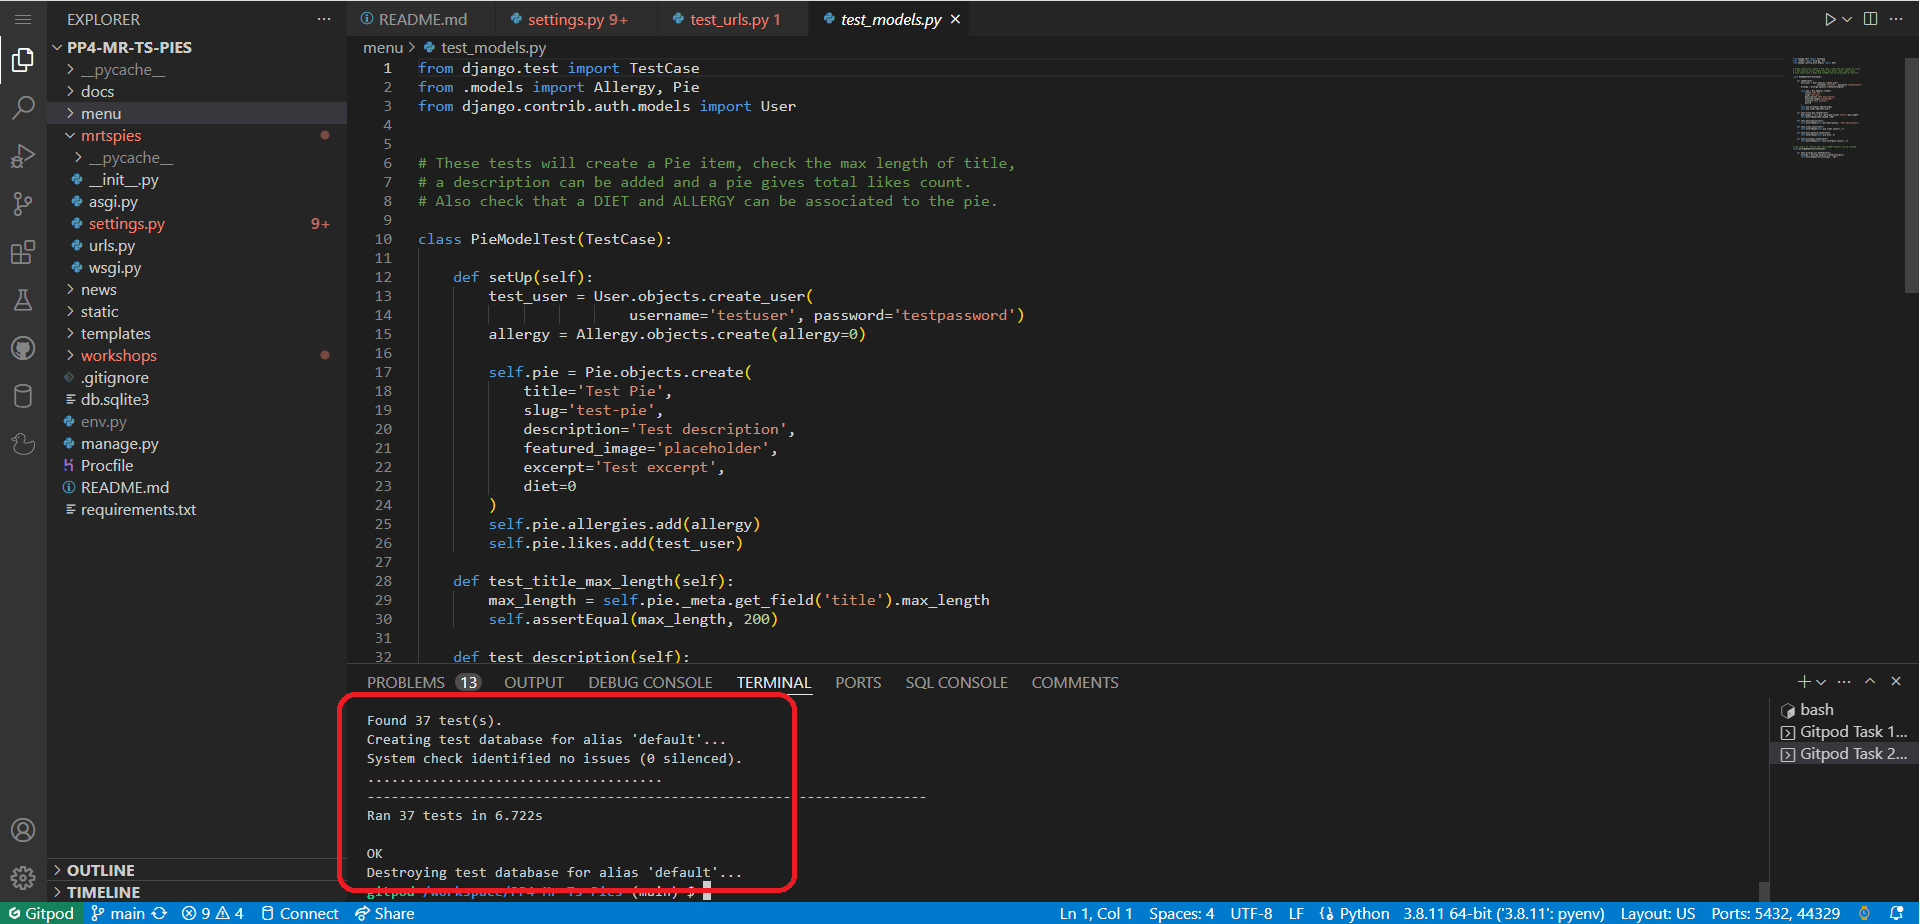 EXPLORER
PP4-MR-TS-PIES
__pycache__
docs
menu
mrtspies
__pycache__
__init__.py
asgi.py
settings.py 9+
urls.py
wsgi.py
news
static
templates
workshops
.gitignore
db.sqlite3
env.py
manage.py
Procfile
README.md
requirements.txt
OUTLINE
TIMELINE
README.md settings.py 9+ test_urls.py 1 test_models.py
menu > test_models.py
1 from django.test import TestCase
2 from .models import Allergy, Pie
3 from django.contrib.auth.models import User
4
5
6 # These tests will create a Pie item, check the max length of title,
7 # a description can be added and a pie gives total likes count.
8 # Also check that a DIET and ALLERGY can be associated to the pie.
9
10 class PieModelTest(TestCase):
11
12 def setUp(self):
13 test_user = User.objects.create_user(
14 username='testuser', password='testpassword')
15 allergy = Allergy.objects.create(allergy=0)
16
17 self.pie = Pie.objects.create(
18 title='Test Pie',
19 slug='test-pie',
20 description='Test description',
21 featured_image='placeholder',
22 excerpt='Test excerpt',
23 diet=0
24 )
25 self.pie.allergies.add(allergy)
26 self.pie.likes.add(test_user)
27
28 def test_title_max_length(self):
29 max_length = self.pie._meta.get_field('title').max_length
30 self.assertEqual(max_length, 200)
31
32 def test_description(self):
PROBLEMS 13 OUTPUT DEBUG CONSOLE TERMINAL PORTS SQL CONSOLE COMMENTS
Found 37 test(s).
Creating test database for alias 'default'...
System check identified no issues (0 silenced).
.....................................
----------------------------------------------------------------------
Ran 37 tests in 6.722s
OK
Destroying test database for alias 'default'...
gitpod /workspace/PP4-Mr-Ts-Pies (main) $
bash
Gitpod Task 1...
Gitpod Task 2...
Gitpod main 9 4 Connect Share Ln 1, Col 1 Spaces: 4 UTF-8 LF Python 3.8.11 64-bit ('3.8.11': pyenv) Layout: US Ports: 5432, 44329